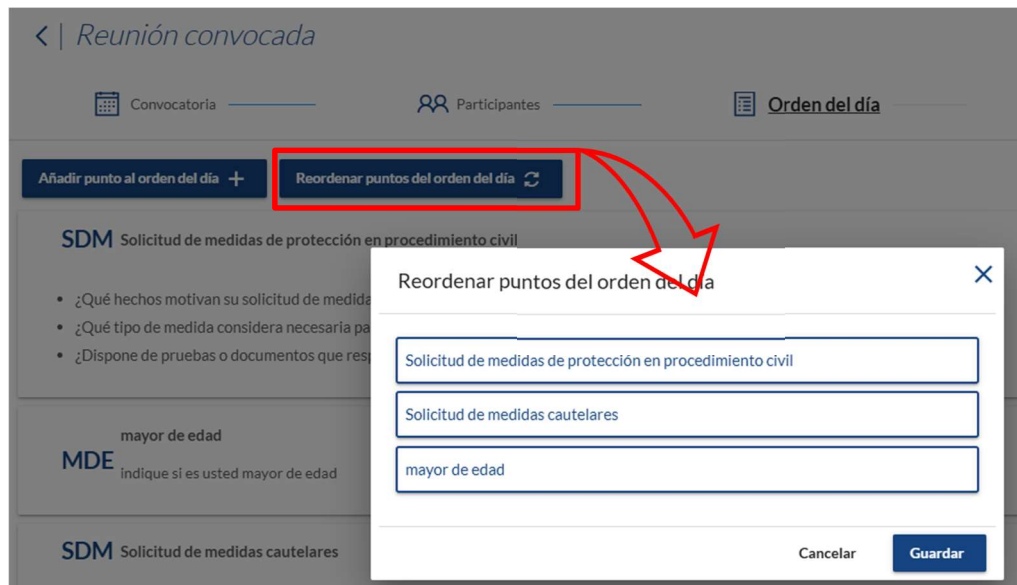 Reunión convocada
Convocatoria
Participantes
Orden del día
Añadir punto al orden del día
Reordenar puntos del orden del día
SDM Solicitud de medidas de protección en procedimiento civil
¿Qué hechos motivan su solicitud de medida
¿Qué tipo de medida considera necesaria pa
¿Dispone de pruebas o documentos que resp
mayor de edad
MDE
indique si es usted mayor de edad
SDM Solicitud de medidas cautelares
Reordenar puntos del orden del día
Solicitud de medidas de protección en procedimiento civil
Solicitud de medidas cautelares
mayor de edad
Cancelar
Guardar